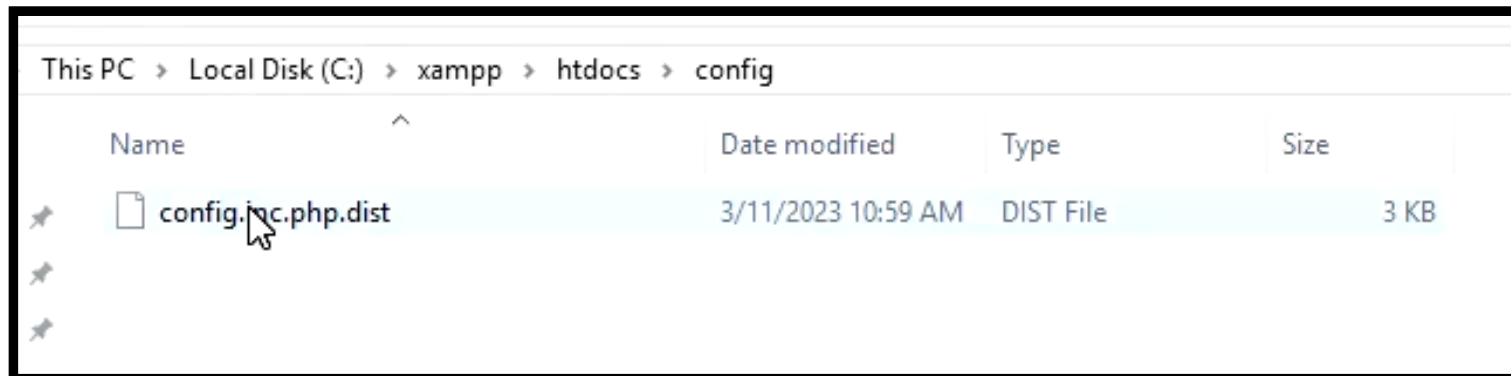 This PC > Local Disk (C:) > xampp > htdocs > config
Name Date modified Type Size
config.inc.php.dist 3/11/2023 10:59 AM DIST File 3 KB